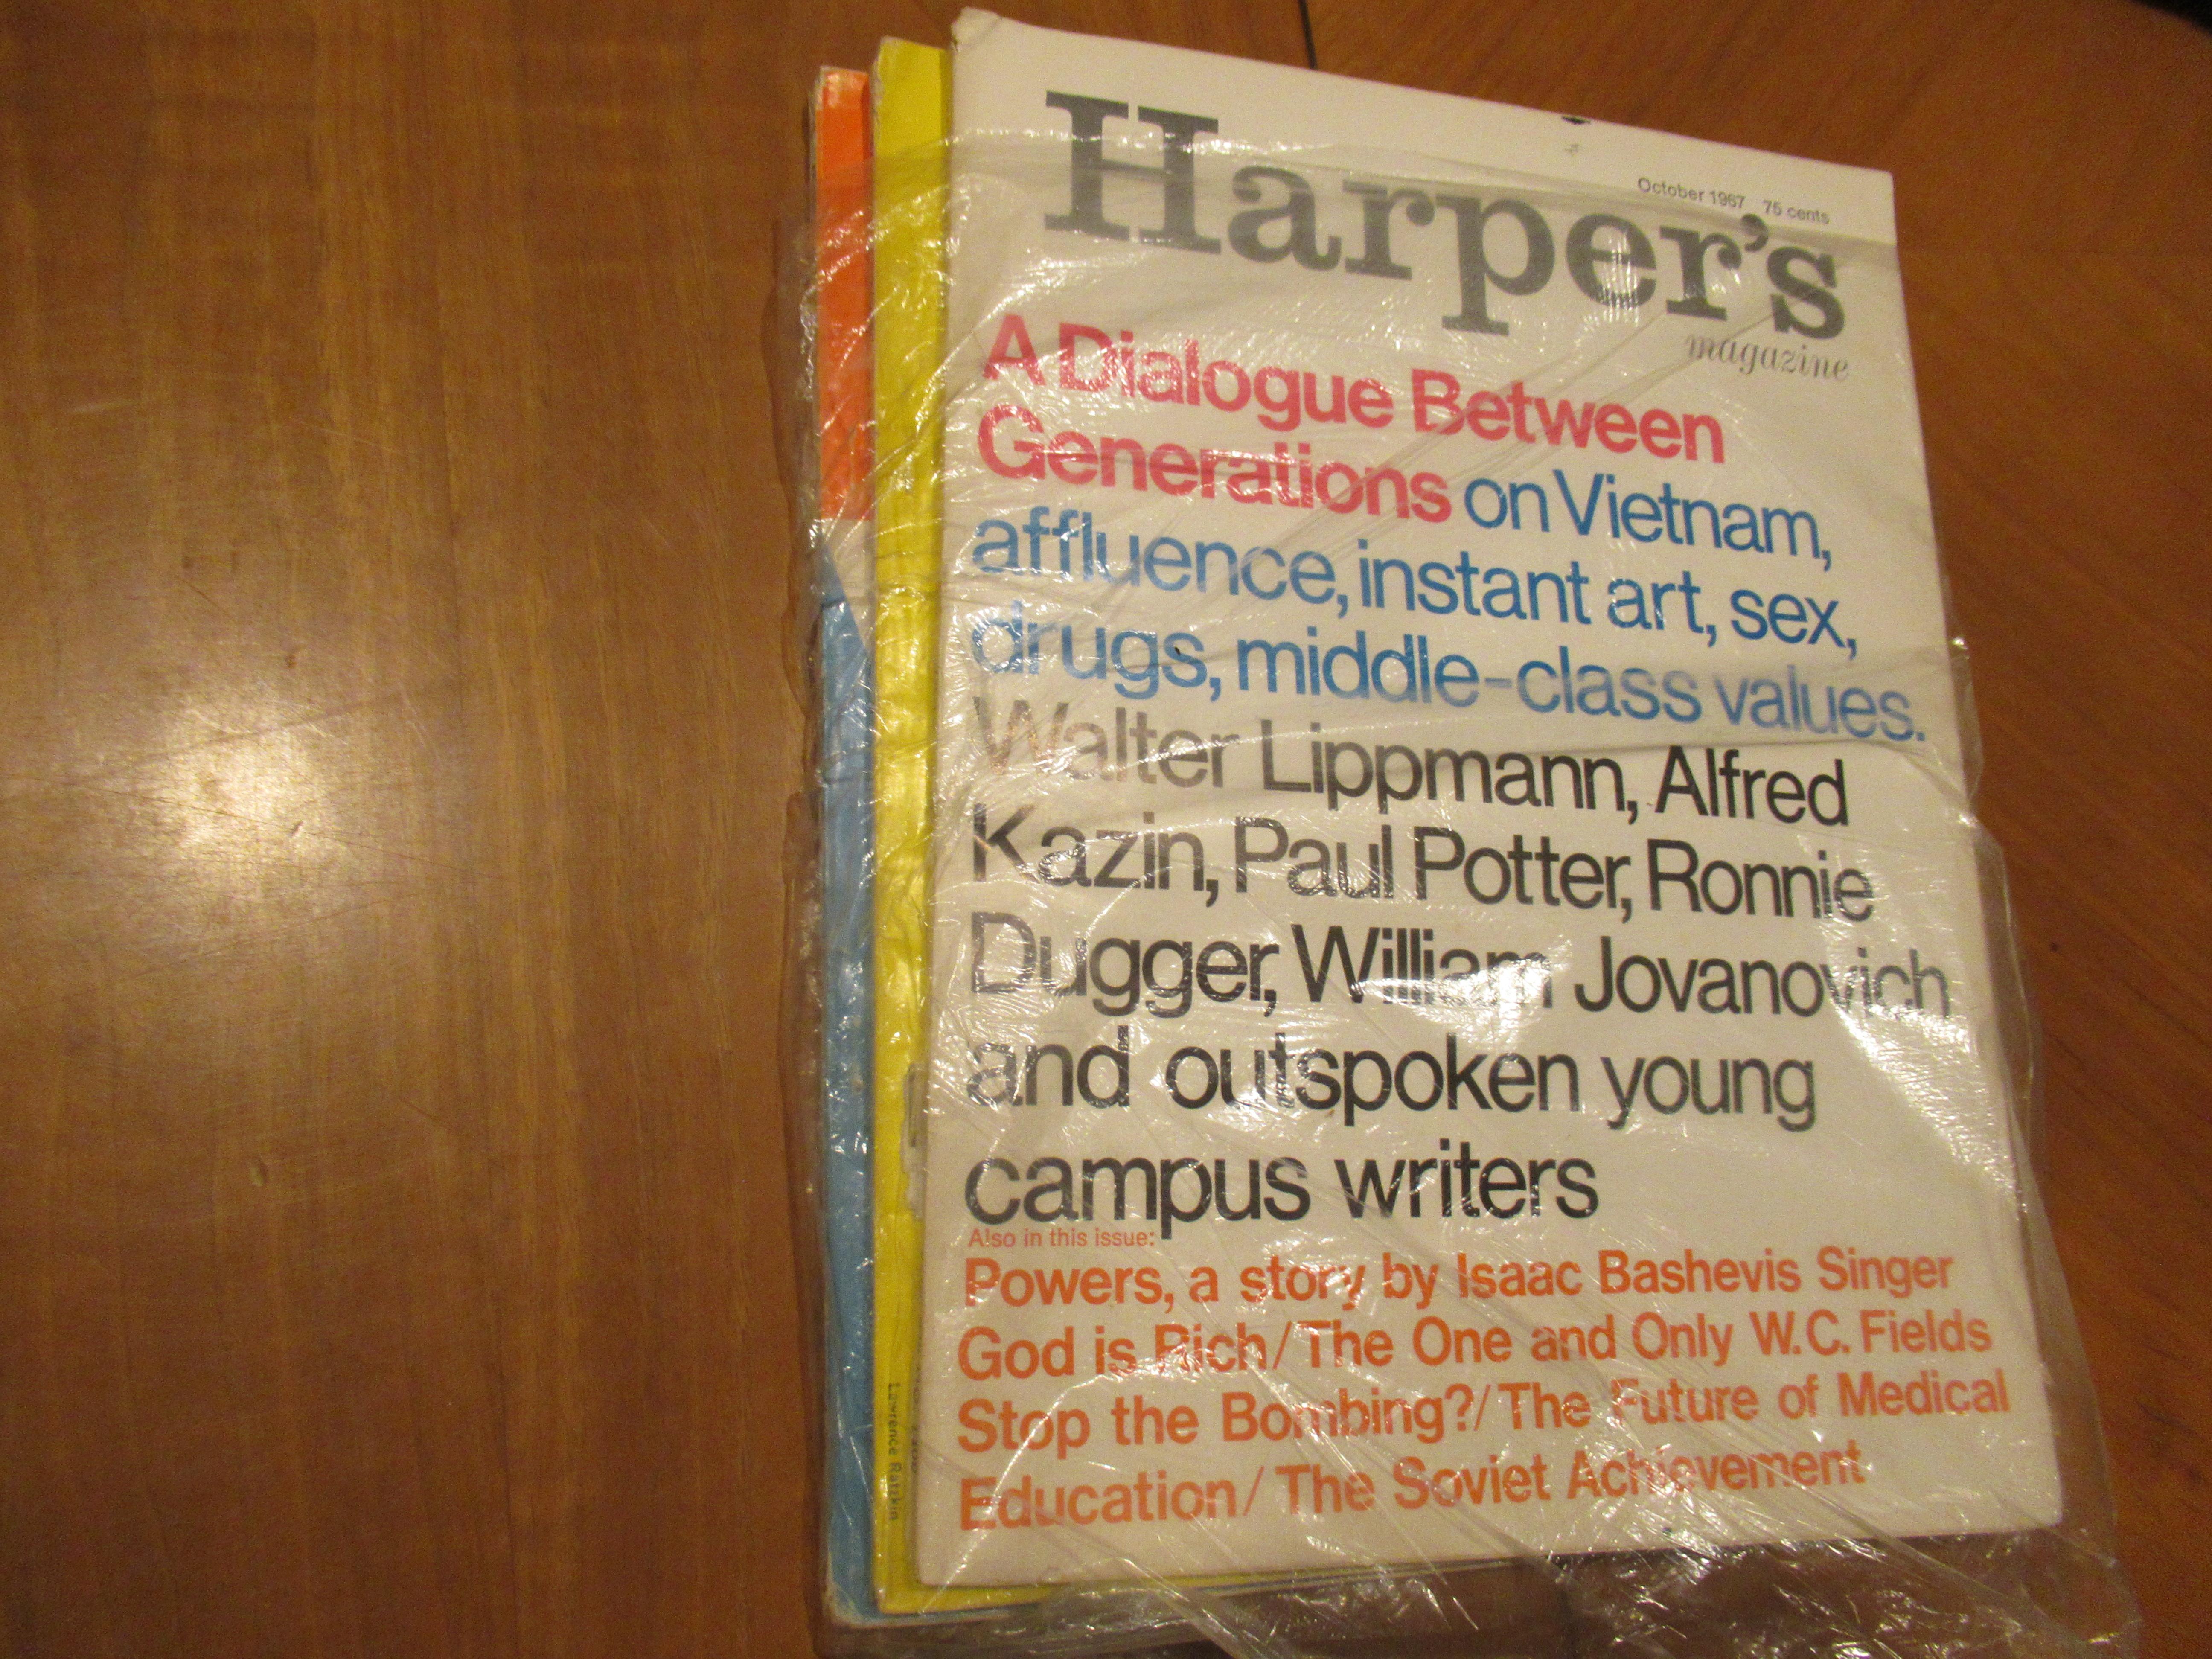 October 1967 75 cents
Harper's
magazine
A Dialogue Between
Generations on Vietnam,
affluence, instant art, sex,
drugs, middle-class values.
Walter Lippmann, Alfred
Kazin, Paul Potter, Ronnie
Dugger, William Jovanovich
and outspoken young
campus writers
Also in this issue:
Powers, a story by Isaac Bashevis Singer
God is Rich/The One and Only W.C. Fields
Stop the Bombing?/The Future of Medical
Education/The Soviet Achievement
Lawrence